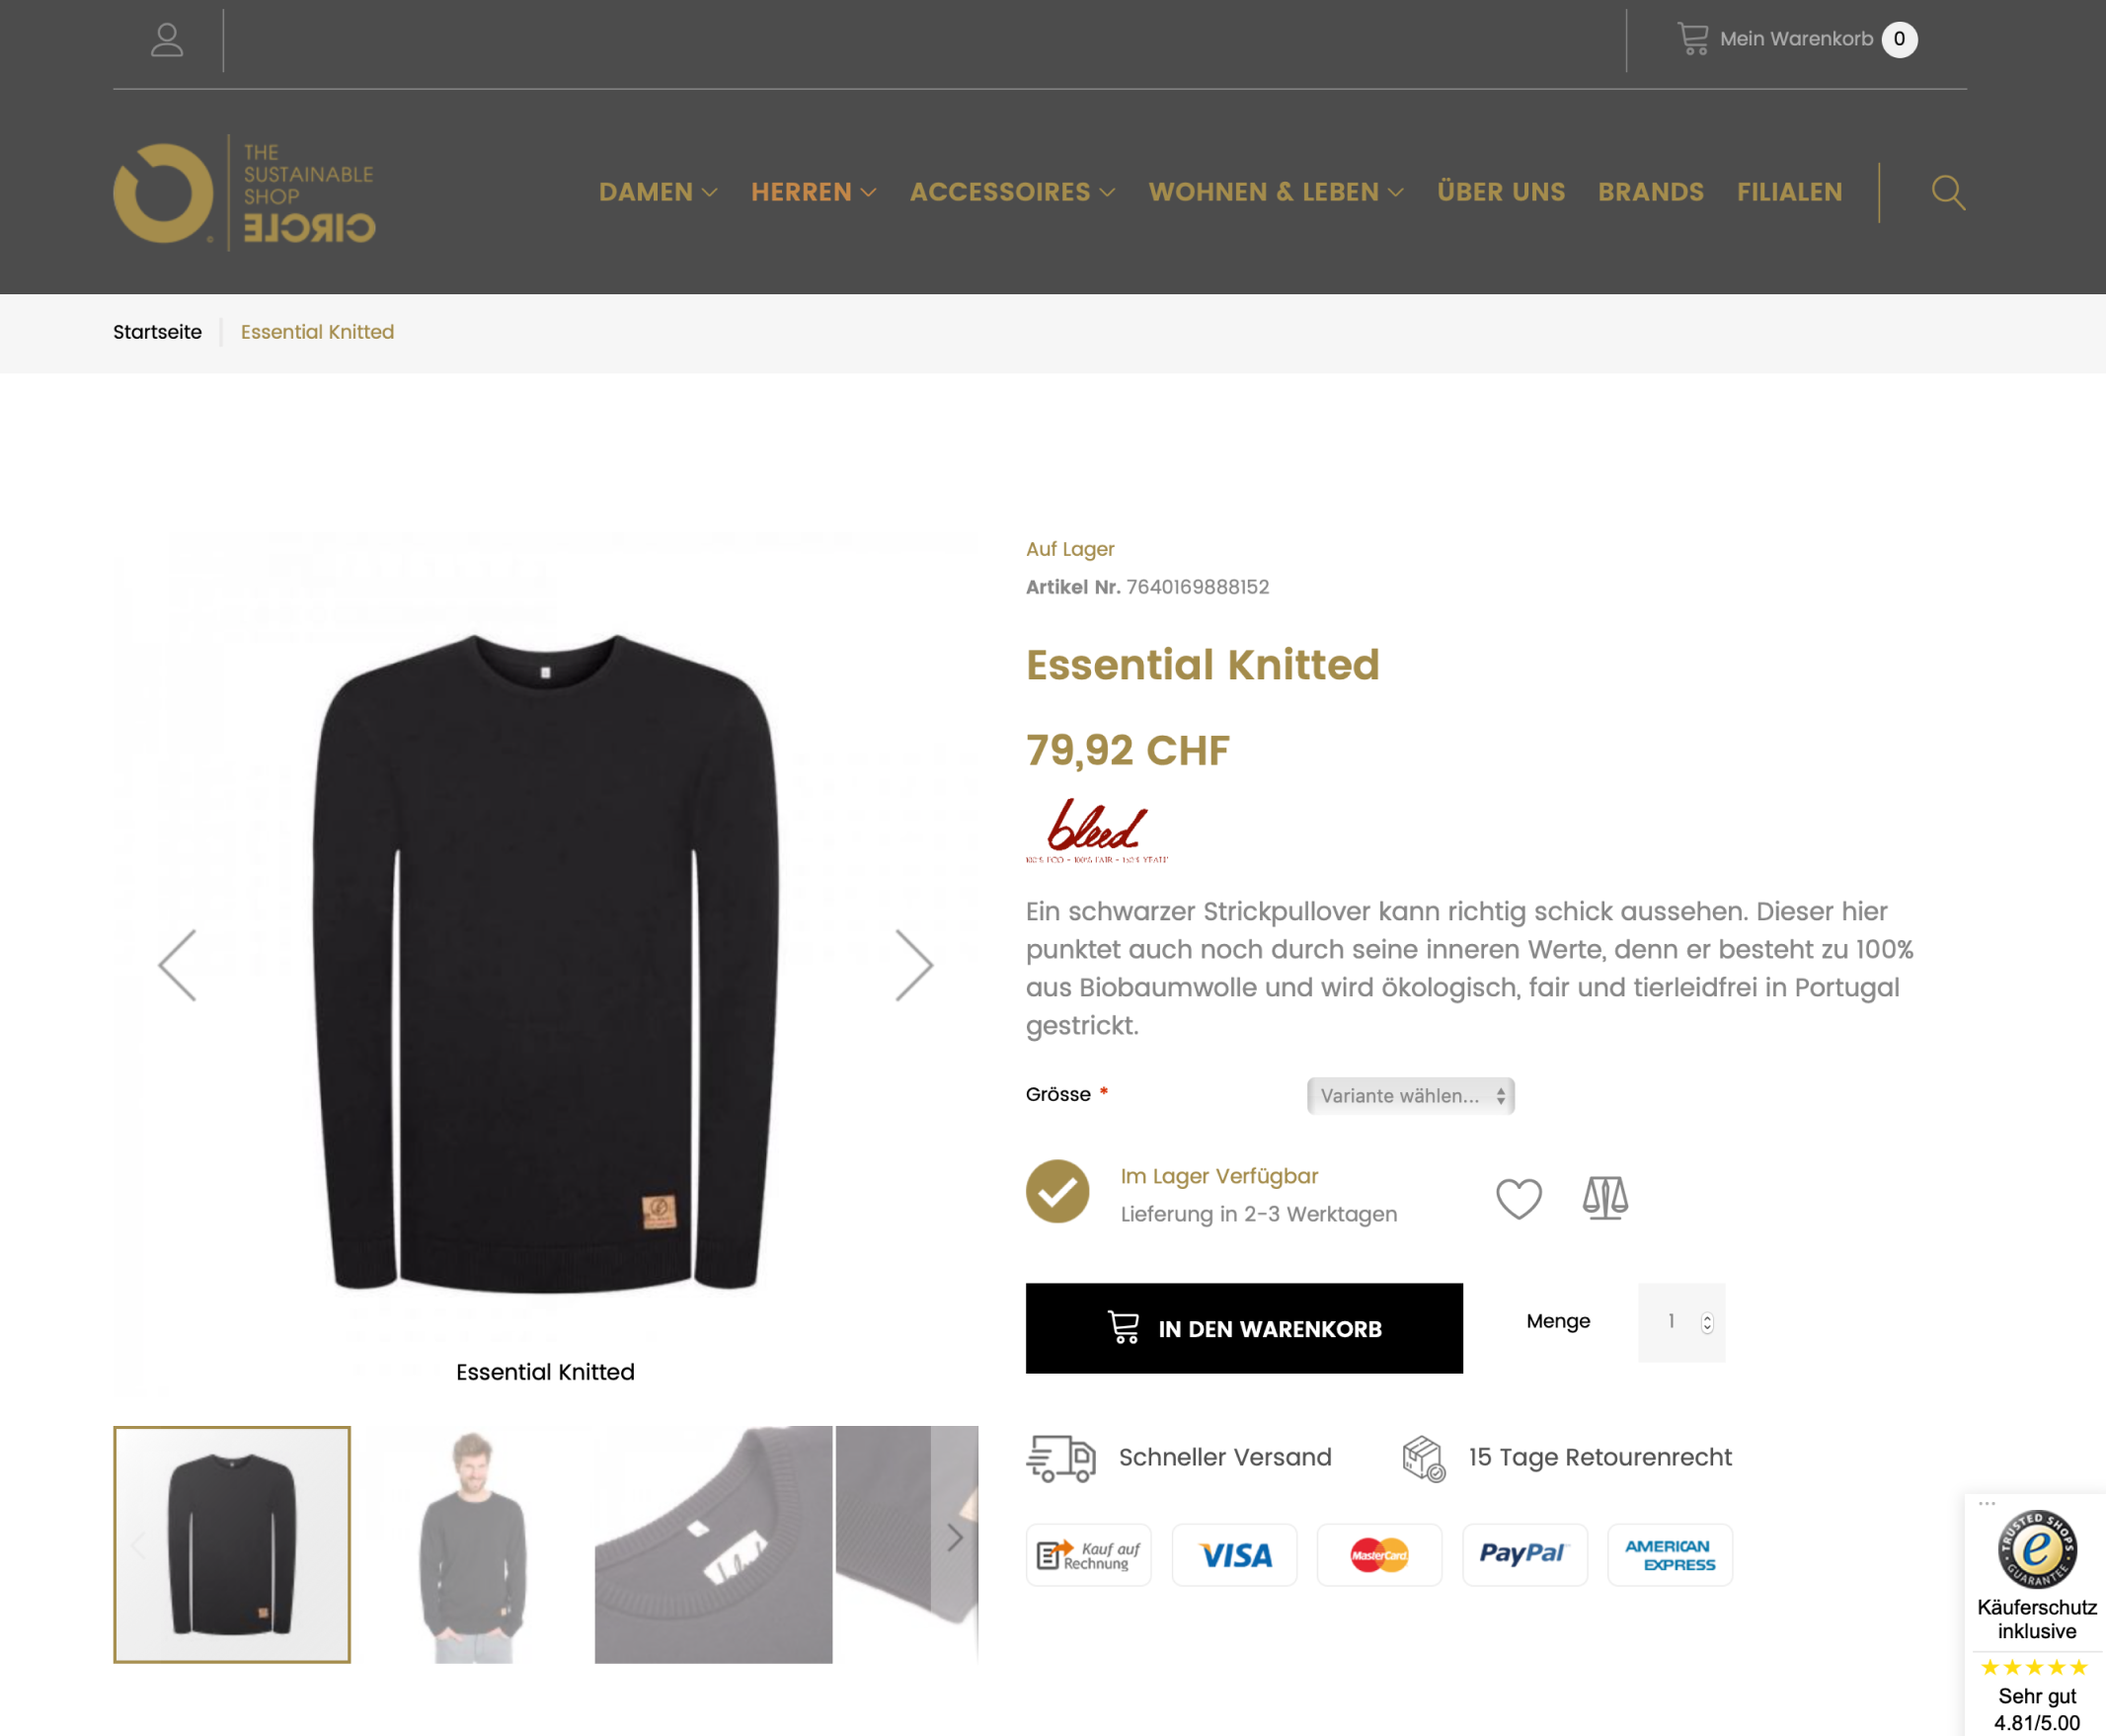 Mein Warenkorb 0
THE
SUSTAINABLE
SHOP
CIRCLE
DAMEN
HERREN
ACCESSOIRES
WOHNEN & LEBEN
ÜBER UNS
BRANDS
FILIALEN
Startseite
Essential Knitted
Auf Lager
Artikel Nr. 7640169888152
Essential Knitted
79,92 CHF
bleed
Ein schwarzer Strickpullover kann richtig schick aussehen. Dieser hier
punktet auch noch durch seine inneren Werte, denn er besteht zu 100%
aus Biobaumwolle und wird ökologisch, fair und tierleidfrei in Portugal
gestrickt.
Grösse *
Variante wählen...
Im Lager Verfügbar
Lieferung in 2-3 Werktagen
IN DEN WARENKORB
Menge
1
Essential Knitted
Schneller Versand
15 Tage Retourenrecht
Kauf auf
Rechnung
VISA
MasterCard
PayPal
AMERICAN
EXPRESS
TRUSTED SHOPS
e
GUARANTEE
Käuferschutz
inklusive
Sehr gut
4.81/5.00